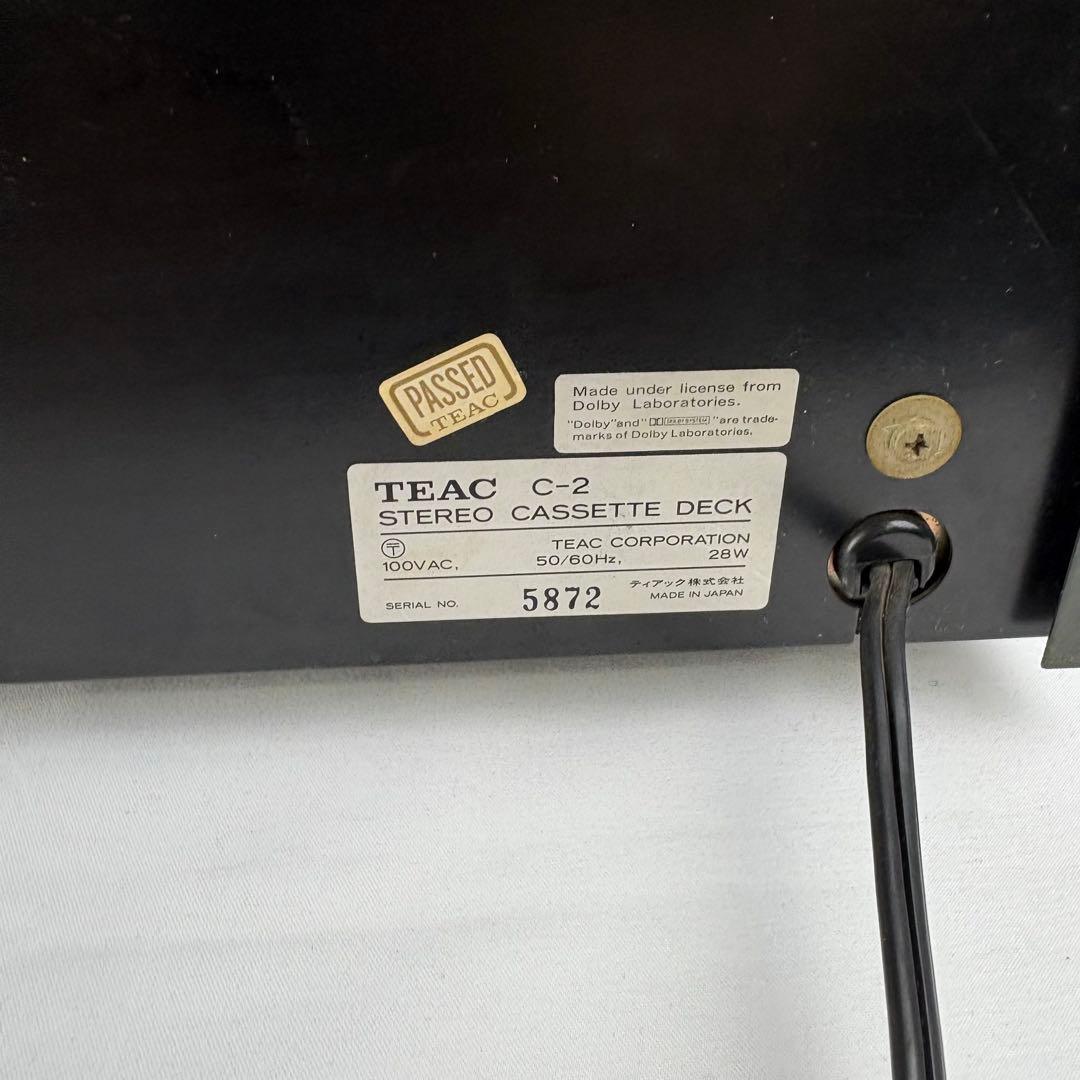 PASSED
TEAC
Made under license from
Dolby Laboratories.
"Dolby" and " DOLBY SYSTEM " are trade-
marks of Dolby Laboratories.
TEAC C-2
STEREO CASSETTE DECK
〒 TEAC CORPORATION
100VAC, 50/60Hz, 28W
ティアック株式会社
SERIAL NO. 5872 MADE IN JAPAN